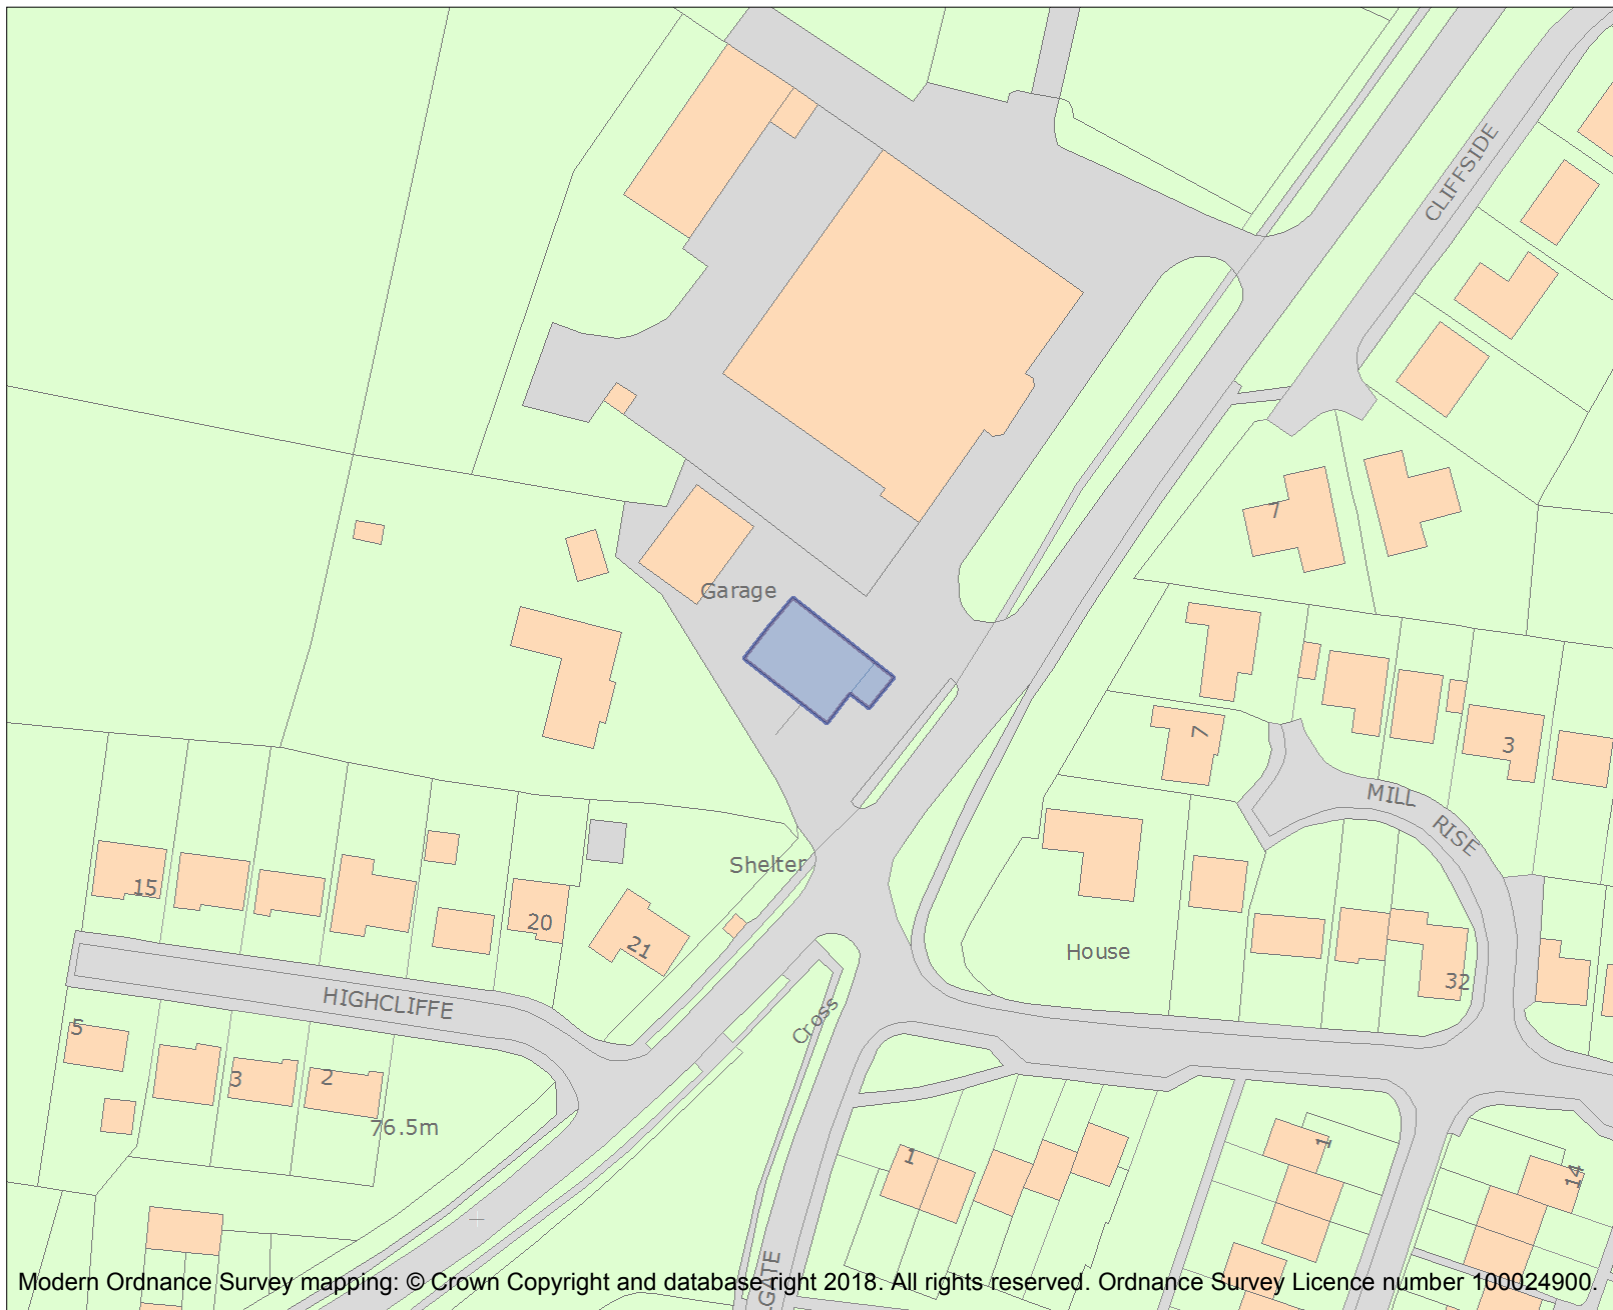 CLIFFSIDE
7
Garage
7
3
MILL
RISE
Shelter
15
20
21
House
32
HIGHCLIFFE
Cross
5
3
2
76.5m
1
1
14
GATE
Modern Ordnance Survey mapping: © Crown Copyright and database right 2018. All rights reserved. Ordnance Survey Licence number 100024900.